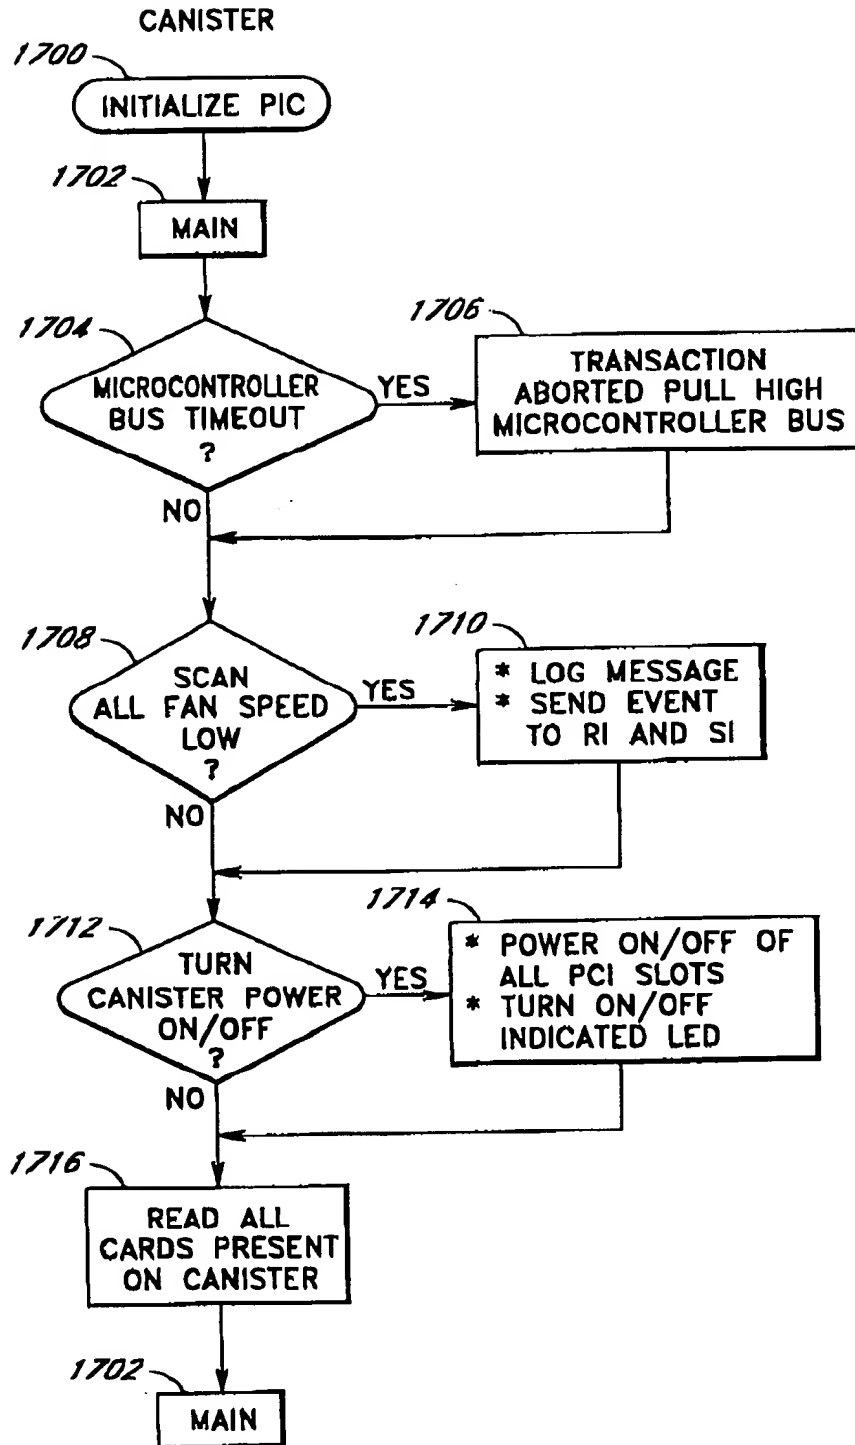 CANISTER
1700
INITIALIZE PIC
1702
MAIN
1704
MICROCONTROLLER
BUS TIMEOUT
?
YES
NO
1706
TRANSACTION
ABORTED PULL HIGH
MICROCONTROLLER BUS
1708
SCAN
ALL FAN SPEED
LOW
?
YES
NO
1710
* LOG MESSAGE
* SEND EVENT
TO RI AND SI
1712
TURN
CANISTER POWER
ON/OFF
?
YES
NO
1714
* POWER ON/OFF OF
ALL PCI SLOTS
* TURN ON/OFF
INDICATED LED
1716
READ ALL
CARDS PRESENT
ON CANISTER
1702
MAIN